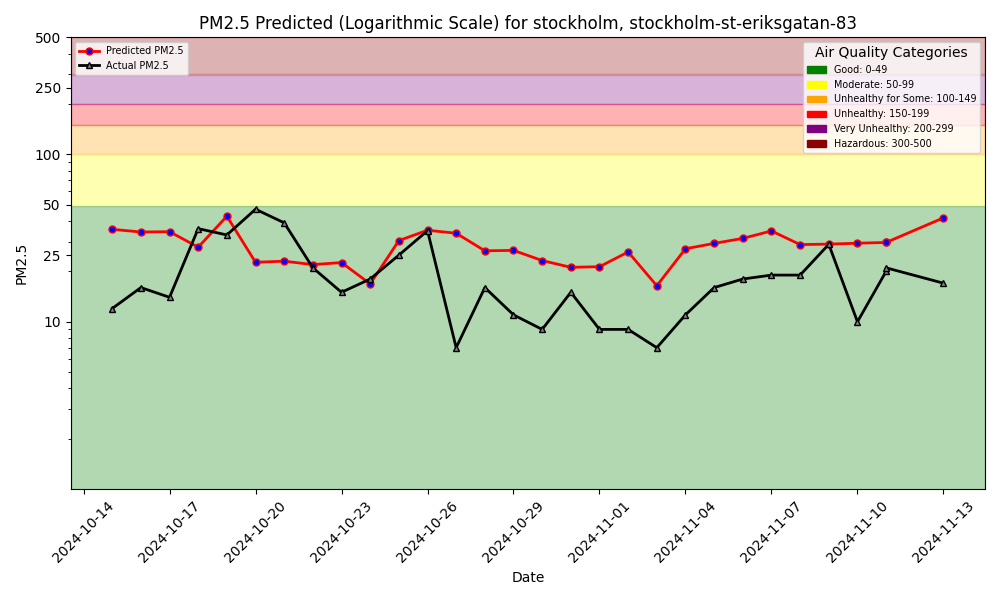 PM2.5 Predicted (Logarithmic Scale) for stockholm, stockholm-st-eriksgatan-83
Predicted PM2.5
Actual PM2.5
Air Quality Categories
Good: 0-49
Moderate: 50-99
Unhealthy for Some: 100-149
Unhealthy: 150-199
Very Unhealthy: 200-299
Hazardous: 300-500
500
250
100
50
25
10
PM2.5
2024-10-14
2024-10-17
2024-10-20
2024-10-23
2024-10-26
2024-10-29
2024-11-01
2024-11-04
2024-11-07
2024-11-10
2024-11-13
Date